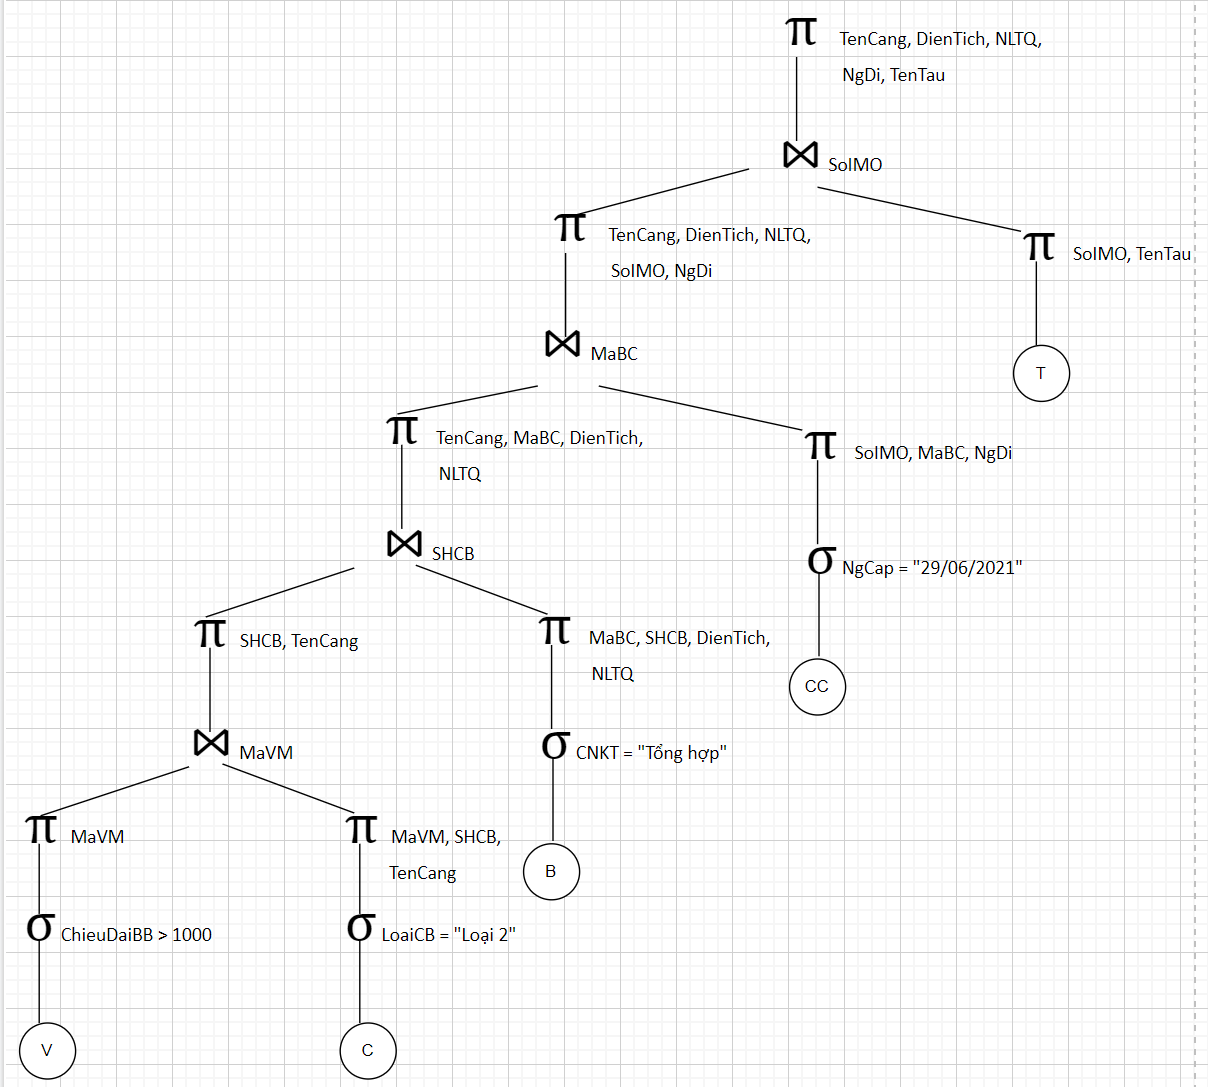 π TenCang, DienTich, NLTQ,
NgDi, TenTau
⋈ SoIMO
π TenCang, DienTich, NLTQ,
SoIMO, NgDi
π SoIMO, TenTau
⋈ MaBC
T
π TenCang, MaBC, DienTich,
NLTQ
π SoIMO, MaBC, NgDi
⋈ SHCB
σ NgCap = "29/06/2021"
π SHCB, TenCang
π MaBC, SHCB, DienTich,
NLTQ
CC
⋈ MaVM
σ CNKT = "Tổng hợp"
π MaVM
π MaVM, SHCB,
TenCang
B
σ ChieuDaiBB > 1000
σ LoaiCB = "Loại 2"
V
C